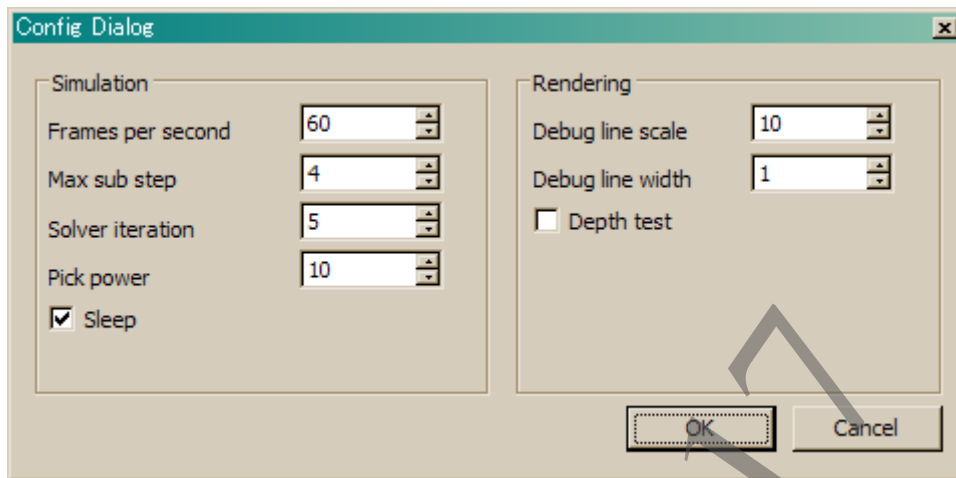 Config Dialog
Simulation
Frames per second 60
Max sub step 4
Solver iteration 5
Pick power 10
Sleep
Rendering
Debug line scale 10
Debug line width 1
Depth test
OK
Cancel